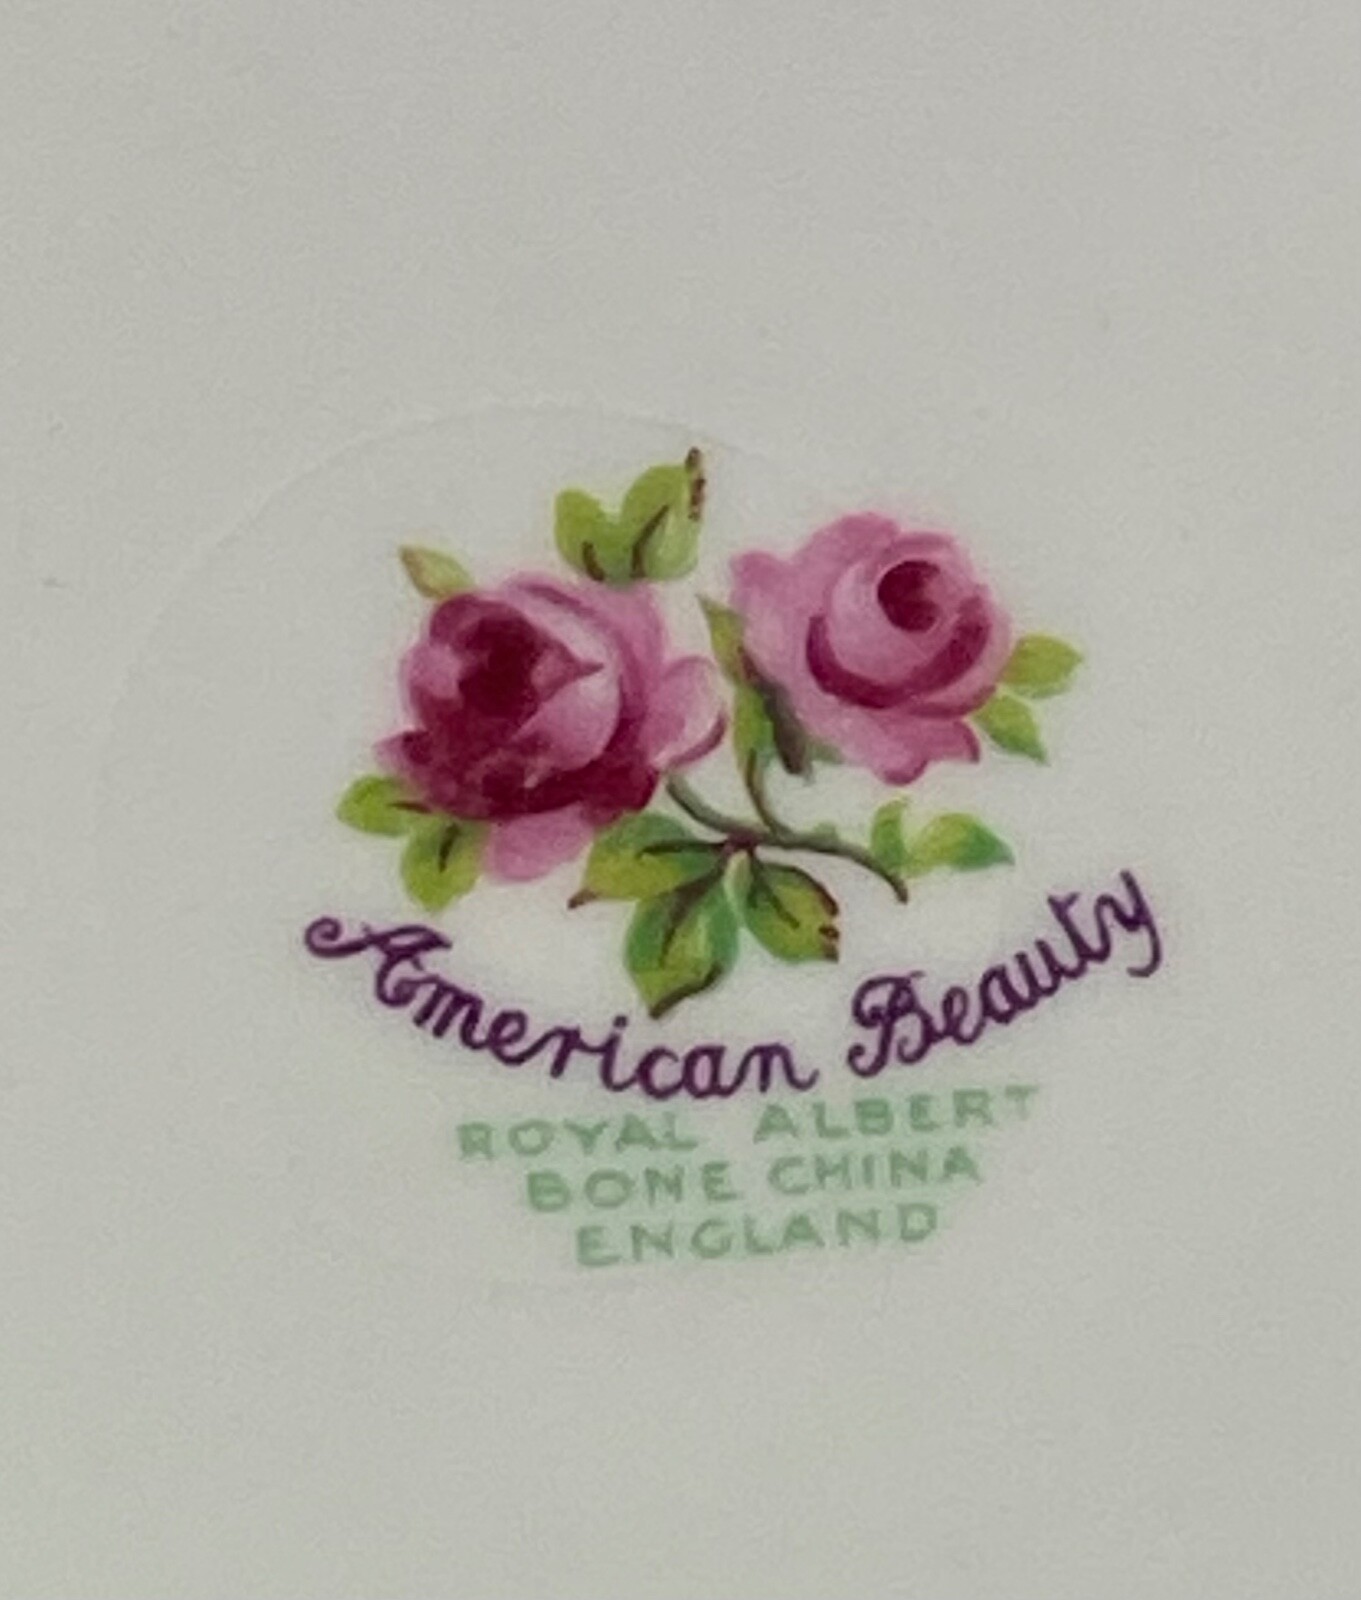 American Beauty
ROYAL ALBERT
BONE CHINA
ENGLAND